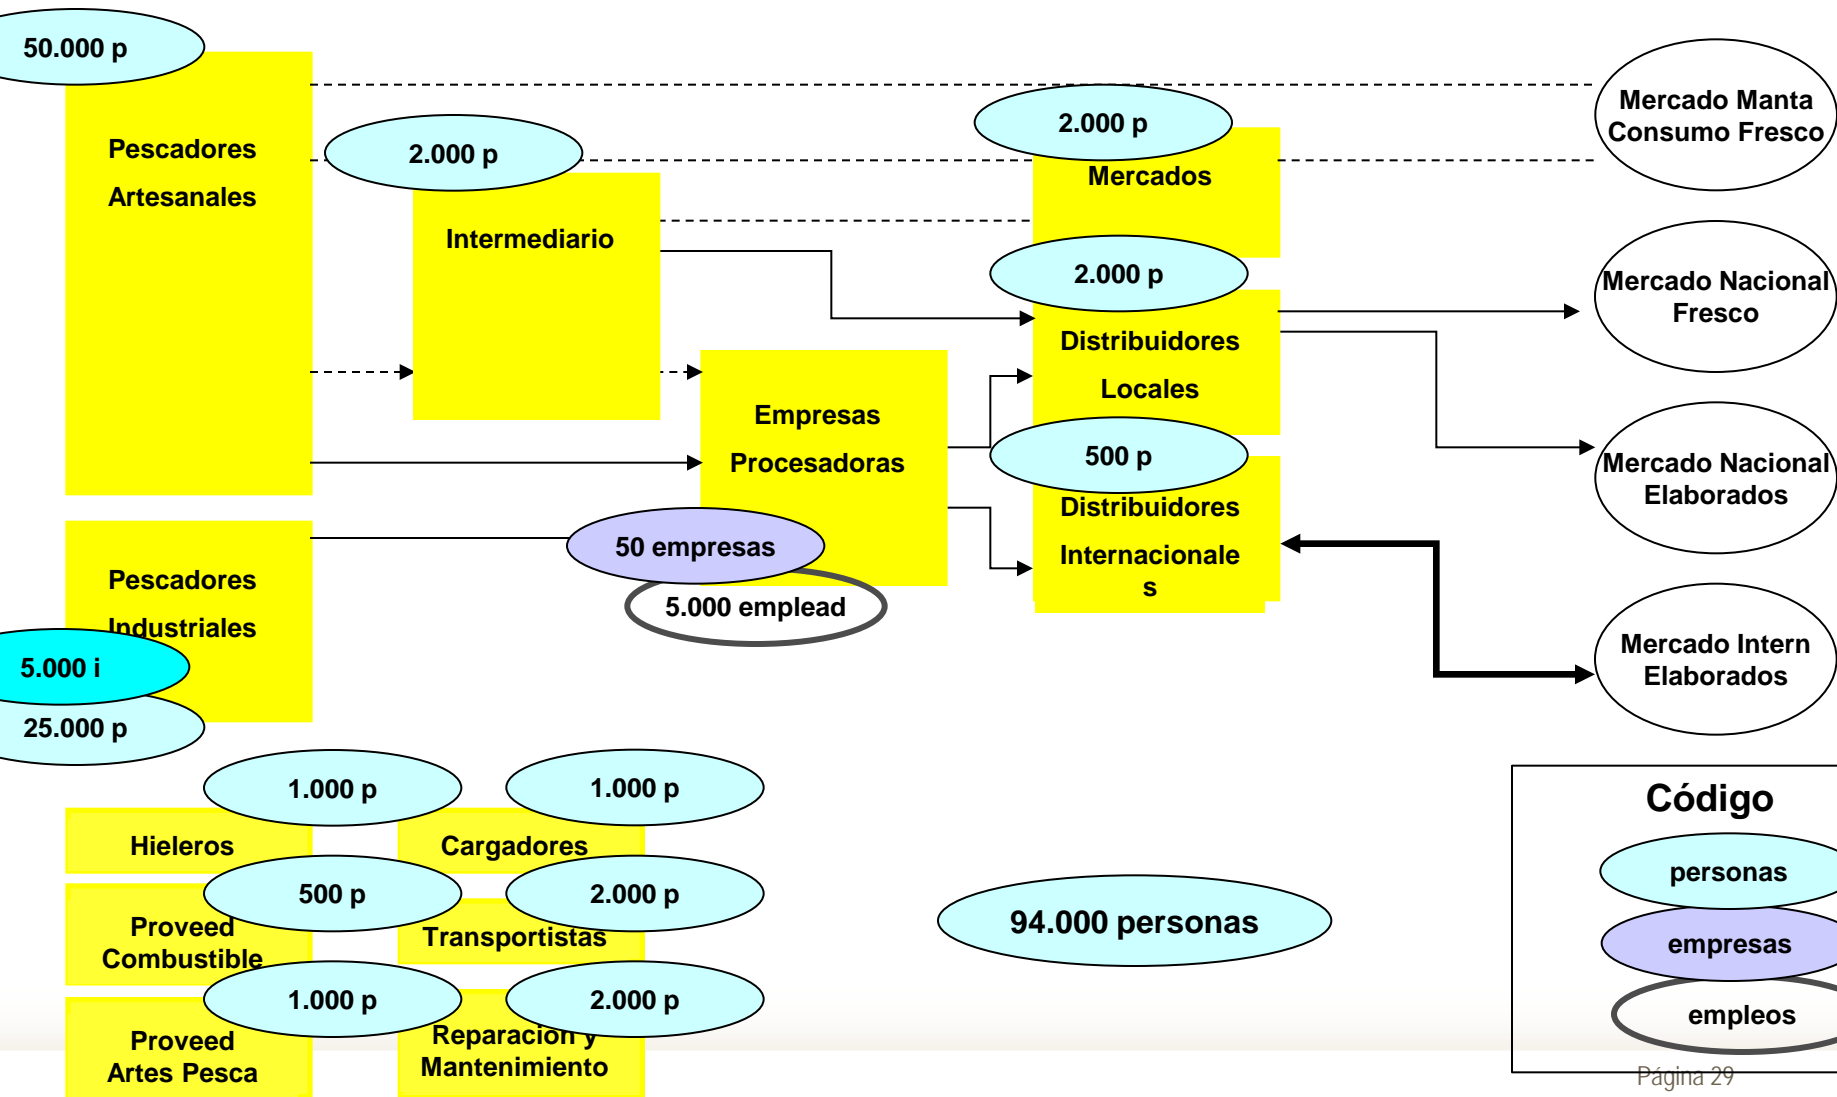 50.000 p
Pescadores
Artesanales
2.000 p
Intermediario
2.000 p
Mercados
Mercado Manta
Consumo Fresco
2.000 p
Distribuidores
Locales
Mercado Nacional
Fresco
Empresas
Procesadoras
50 empresas
5.000 emplead
500 p
Distribuidores
Internacionale
s
Mercado Nacional
Elaborados
Pescadores
Industriales
5.000 i
25.000 p
Mercado Intern
Elaborados
1.000 p
Hieleros
1.000 p
Cargadores
500 p
Proveed
Combustible
2.000 p
Transportistas
1.000 p
Proveed
Artes Pesca
2.000 p
Reparación y
Mantenimiento
94.000 personas
Código
personas
empresas
empleos
Página 29